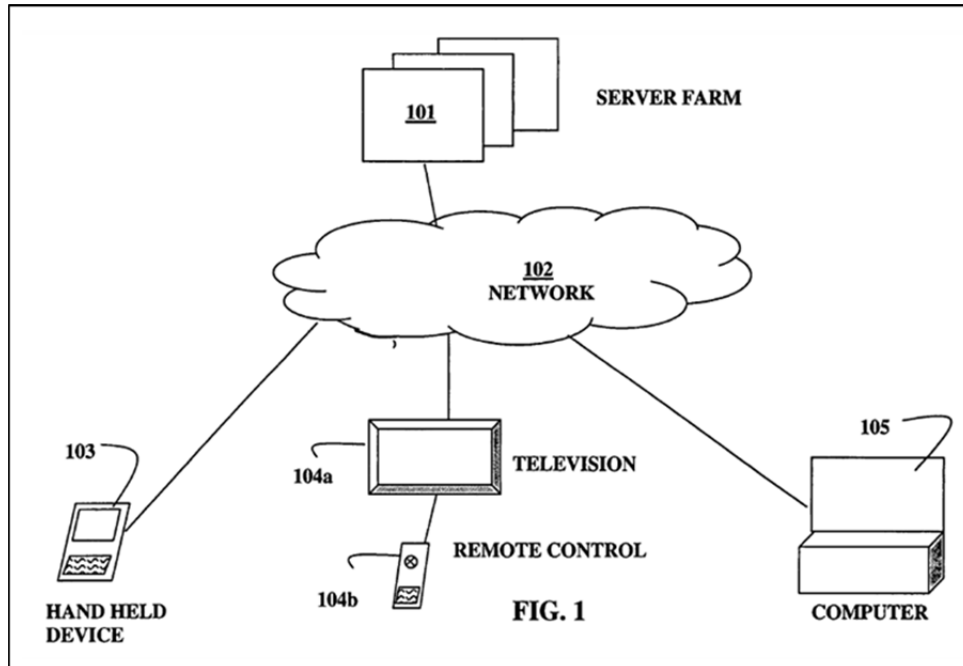 101
SERVER FARM
102
NETWORK
103
104a
TELEVISION
105
REMOTE CONTROL
104b
HAND HELD
DEVICE
FIG. 1
COMPUTER